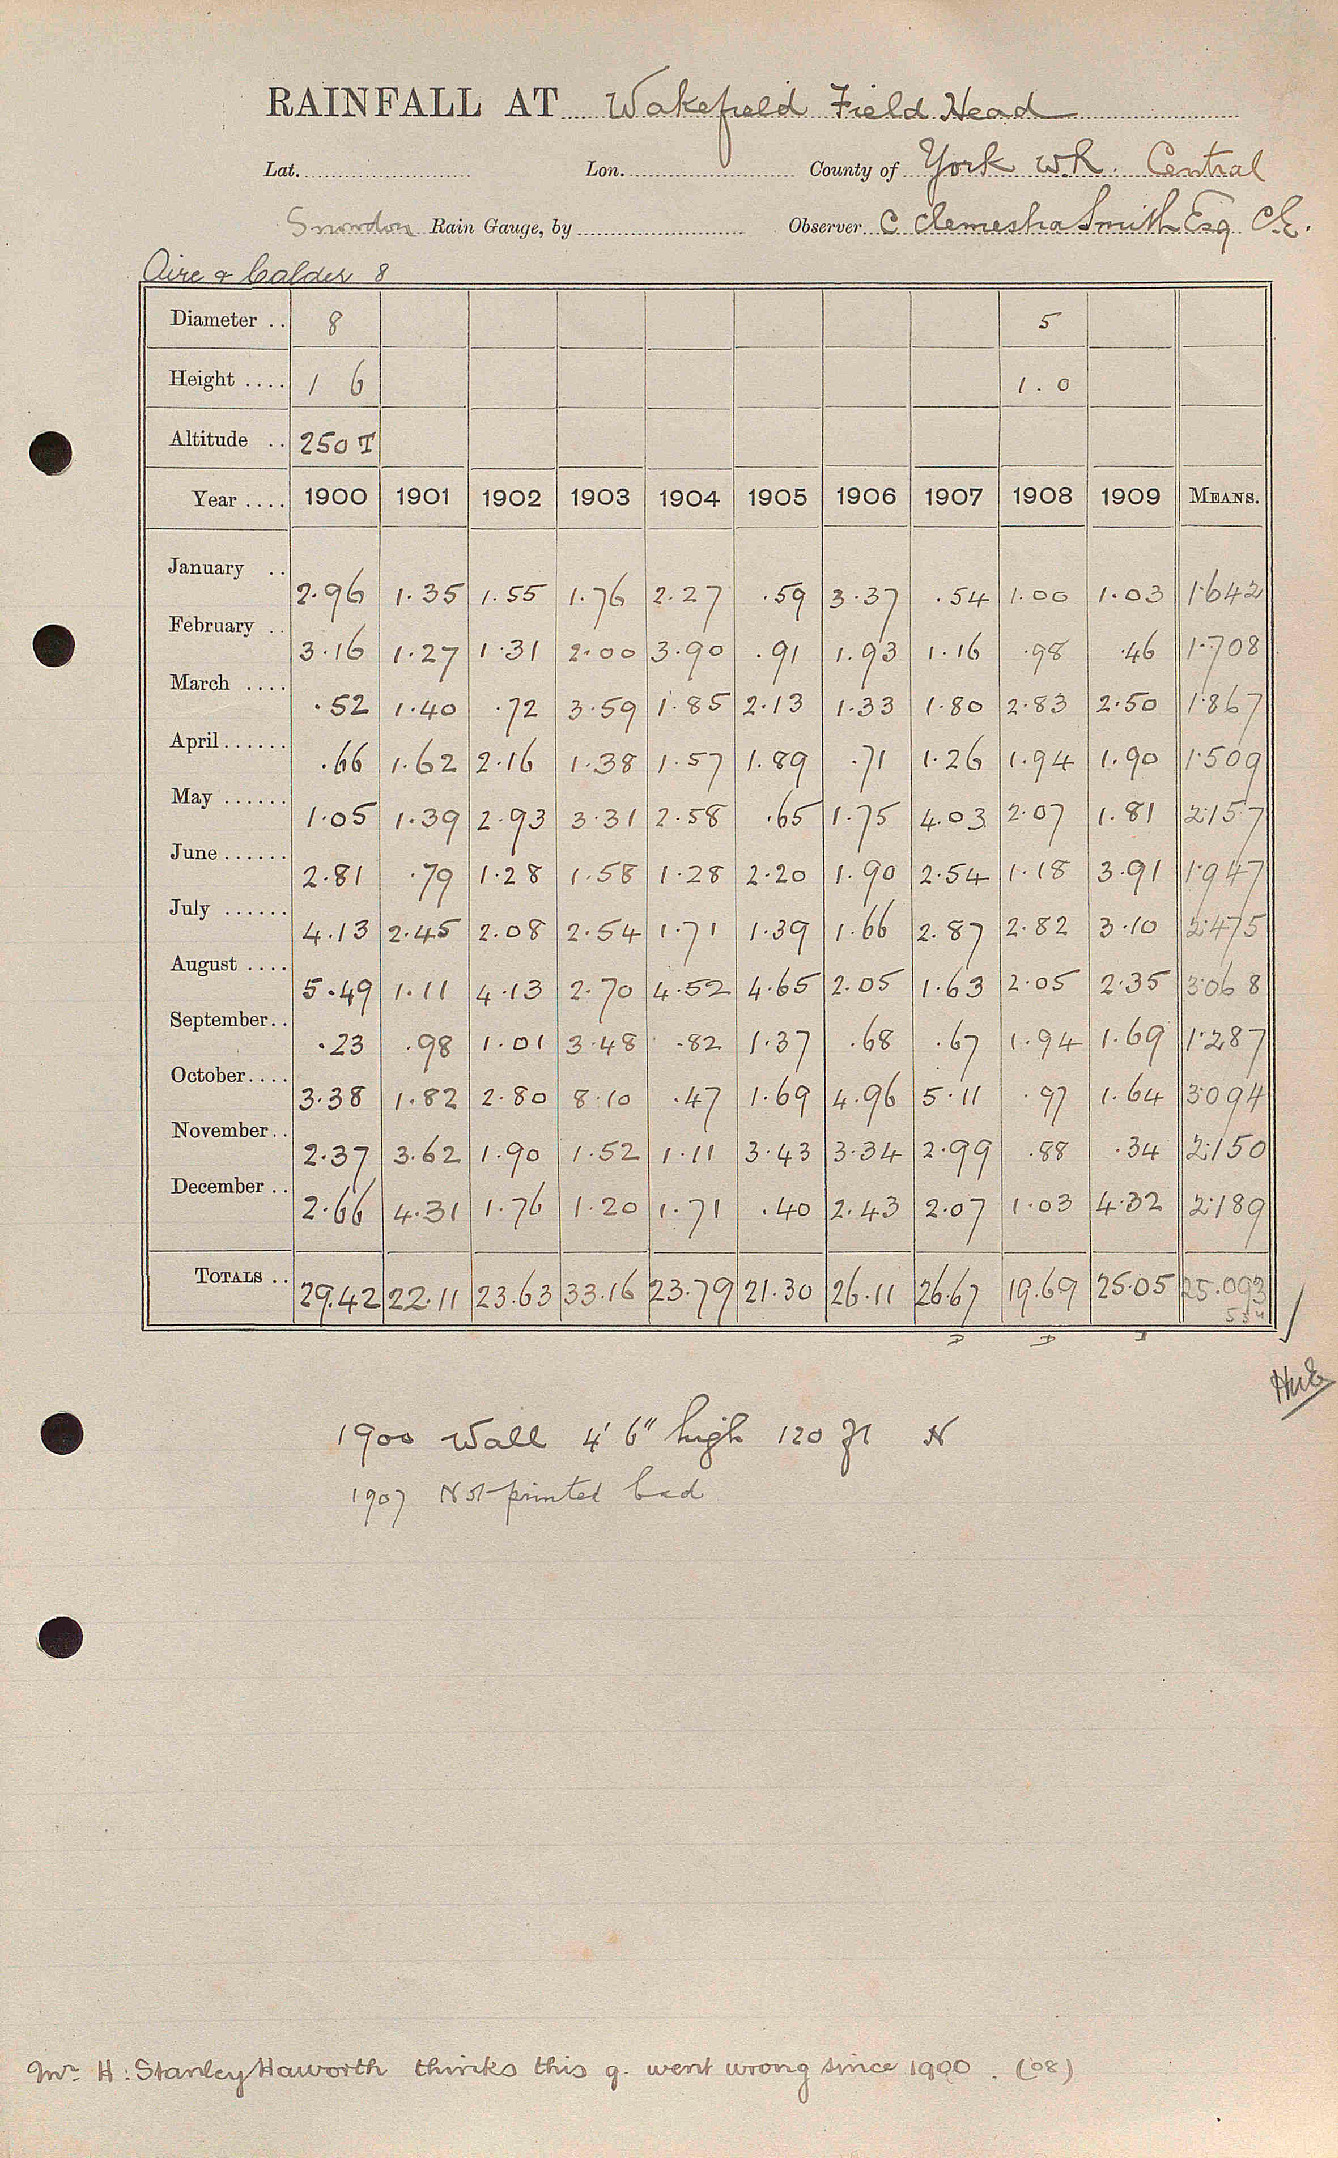 RAINFALL AT Wakefield Field Head
Lat. Lon. County of York W.R. Central
Snowdon Rain Gauge, by Observer C Clemesha Smith Esq C.E.
Aire & Calder 8
Diameter .. 8 5
Height .... 1 6 1.0
Altitude .. 250 T
Year .... 1900 1901 1902 1903 1904 1905 1906 1907 1908 1909 MEANS.
January .. 2.96 1.35 1.55 1.76 2.27 .59 3.37 .54 1.00 1.03 1.642
February .. 3.16 1.27 1.31 2.00 3.90 .91 1.93 1.16 .98 .46 1.708
March .... .52 1.40 .72 3.59 1.85 2.13 1.33 1.80 2.83 2.50 1.867
April ...... .66 1.62 2.16 1.38 1.57 1.89 .71 1.26 1.94 1.90 1.509
May ...... 1.05 1.39 2.93 3.31 2.58 .65 1.75 4.03 2.07 1.81 2.157
June ...... 2.81 .79 1.28 1.58 1.28 2.20 1.90 2.54 1.18 3.91 1.947
July ...... 4.13 2.45 2.08 2.54 1.71 1.39 1.66 2.87 2.82 3.10 2.475
August .... 5.49 1.11 4.13 2.70 4.52 4.65 2.05 1.63 2.05 2.35 3.068
September.. .23 .98 1.01 3.48 .82 1.37 .68 .67 1.94 1.69 1.287
October.... 3.38 1.82 2.80 8.10 .47 1.69 4.96 5.11 .97 1.64 3.094
November.. 2.37 3.62 1.90 1.52 1.11 3.43 3.34 2.99 .88 .34 2.150
December .. 2.66 4.31 1.76 1.20 1.71 .40 2.43 2.07 1.03 4.32 2.189
TOTALS .. 29.42 22.11 23.63 33.16 23.79 21.30 26.11 26.67 19.69 25.05 25.093
1900 Wall 4' 6" high 120 ft N
1907 Not printed bad
Mr. H. Stanley Haworth thinks this g. went wrong since 1900. ('08)